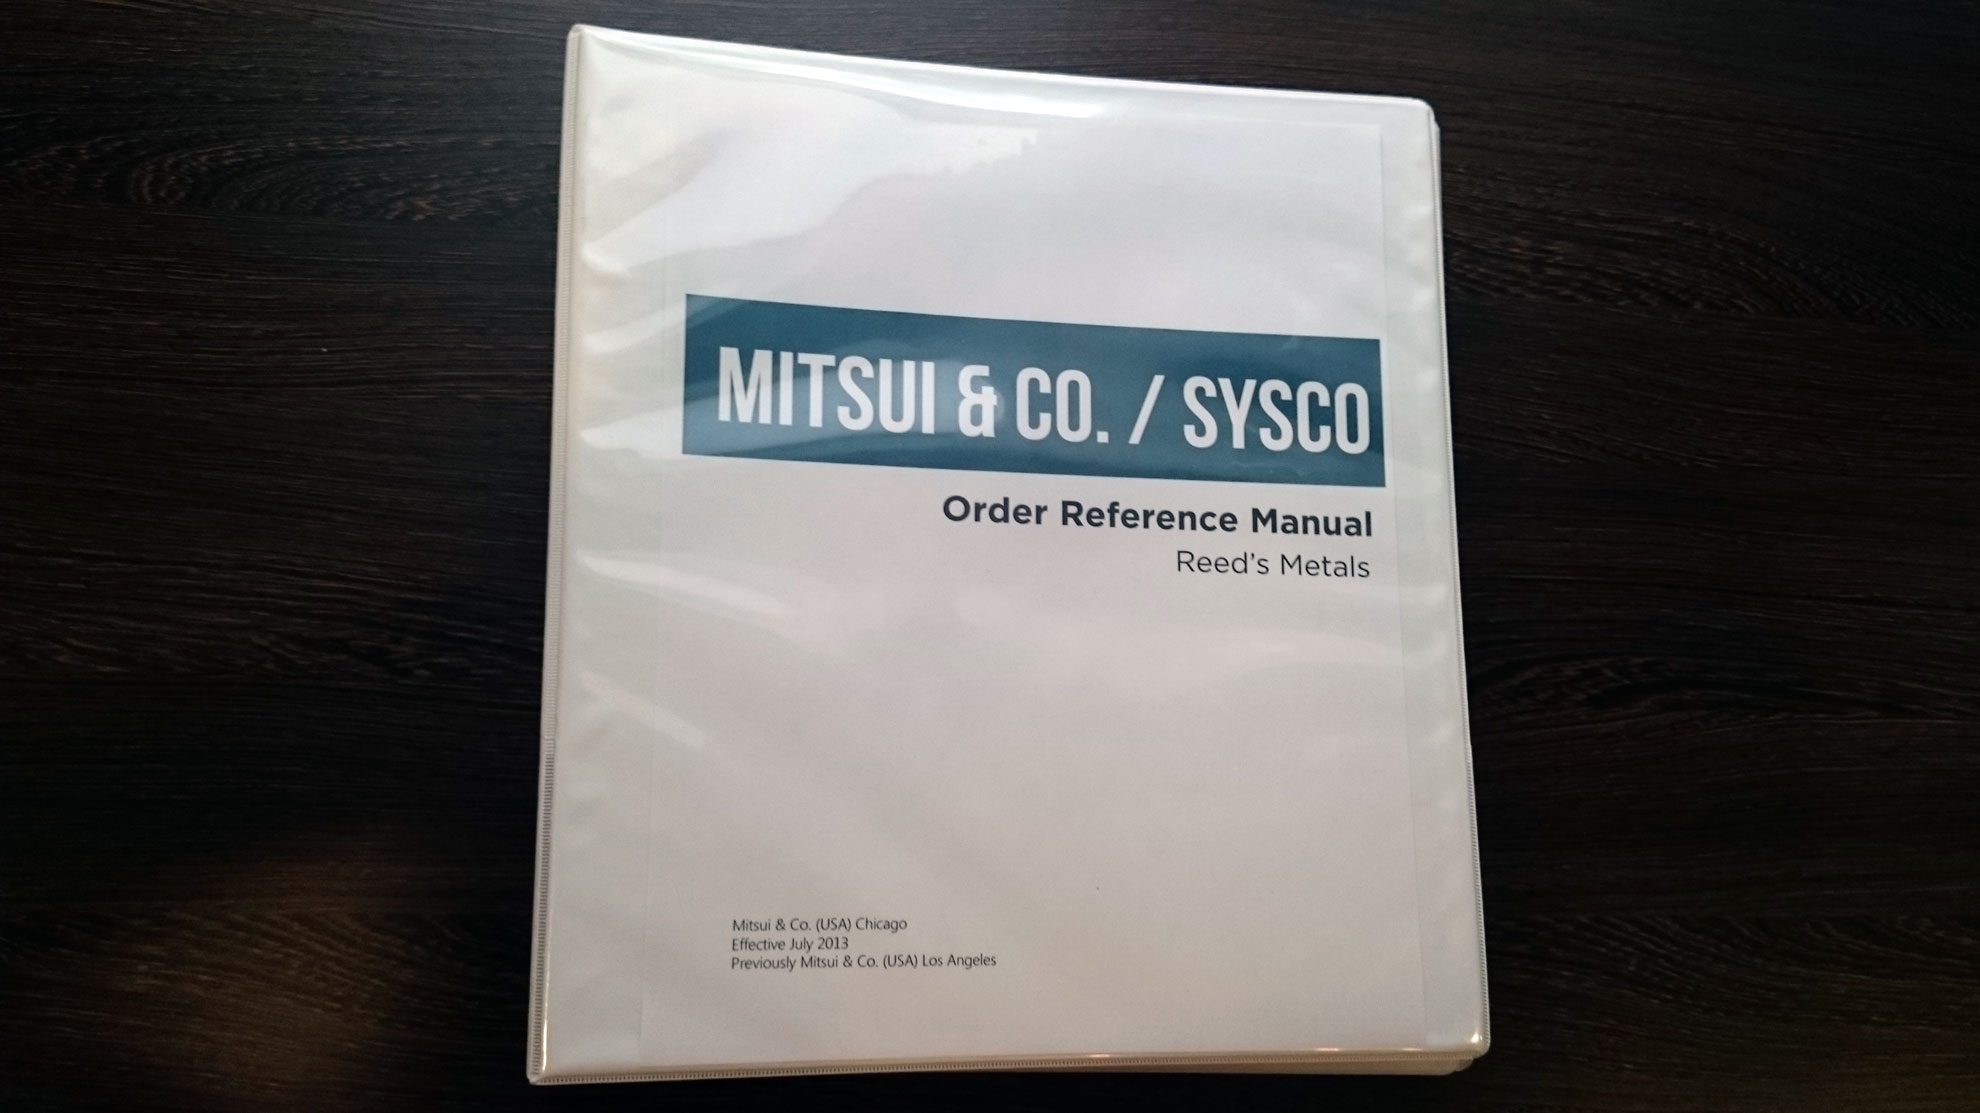 MITSUI & CO. / SYSCO
Order Reference Manual
Reed's Metals
Mitsui & Co. (USA) Chicago
Effective July 2013
Previously Mitsui & Co. (USA) Los Angeles